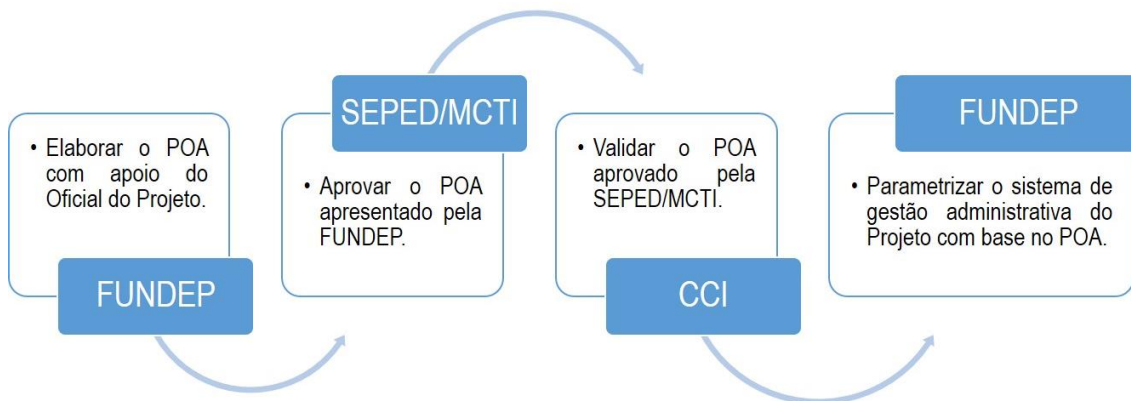 • Elaborar o POA
com apoio do
Oficial do Projeto.
FUNDEP
SEPED/MCTI
• Aprovar o POA
apresentado pela
FUNDEP.
• Validar o POA
aprovado pela
SEPED/MCTI.
CCI
FUNDEP
• Parametrizar o sistema de
gestão administrativa do
Projeto com base no POA.